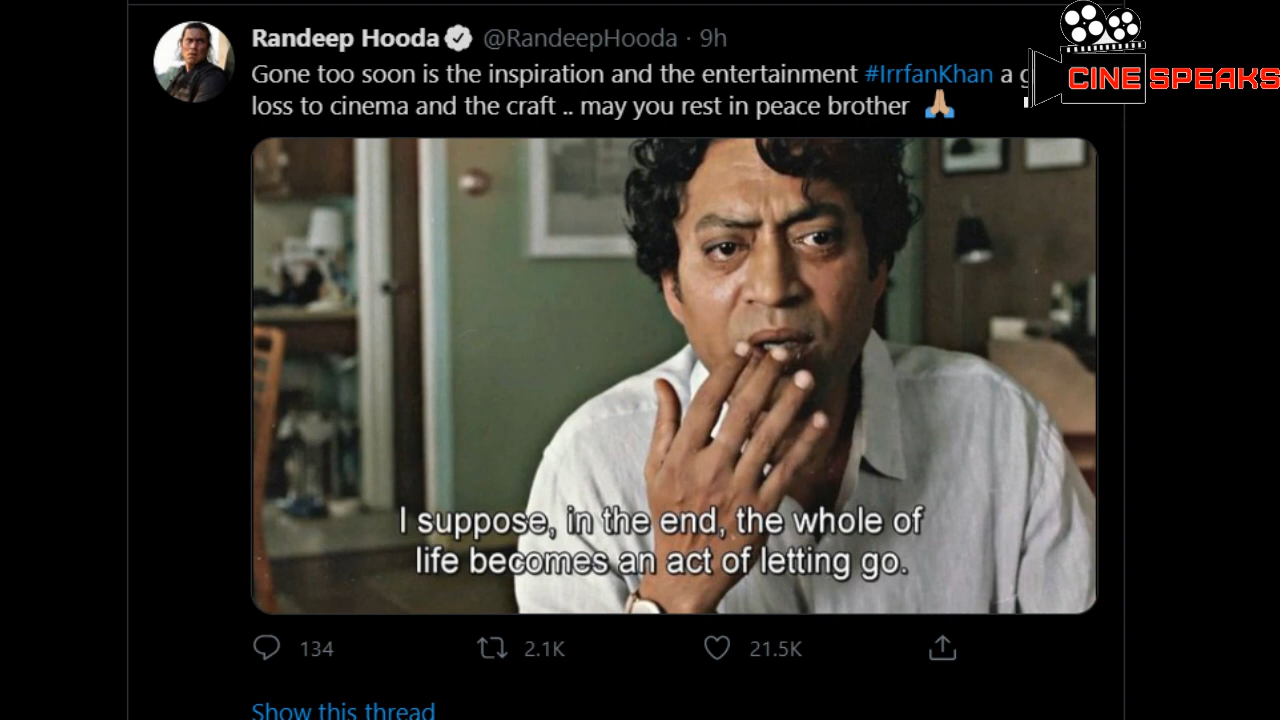 Randeep Hooda @RandeepHooda · 9h
Gone too soon is the inspiration and the entertainment #IrrfanKhan a
loss to cinema and the craft .. may you rest in peace brother 🙏🏼
CINE SPEAKS
I suppose, in the end, the whole of
life becomes an act of letting go.
134 2.1K 21.5K
Show this thread